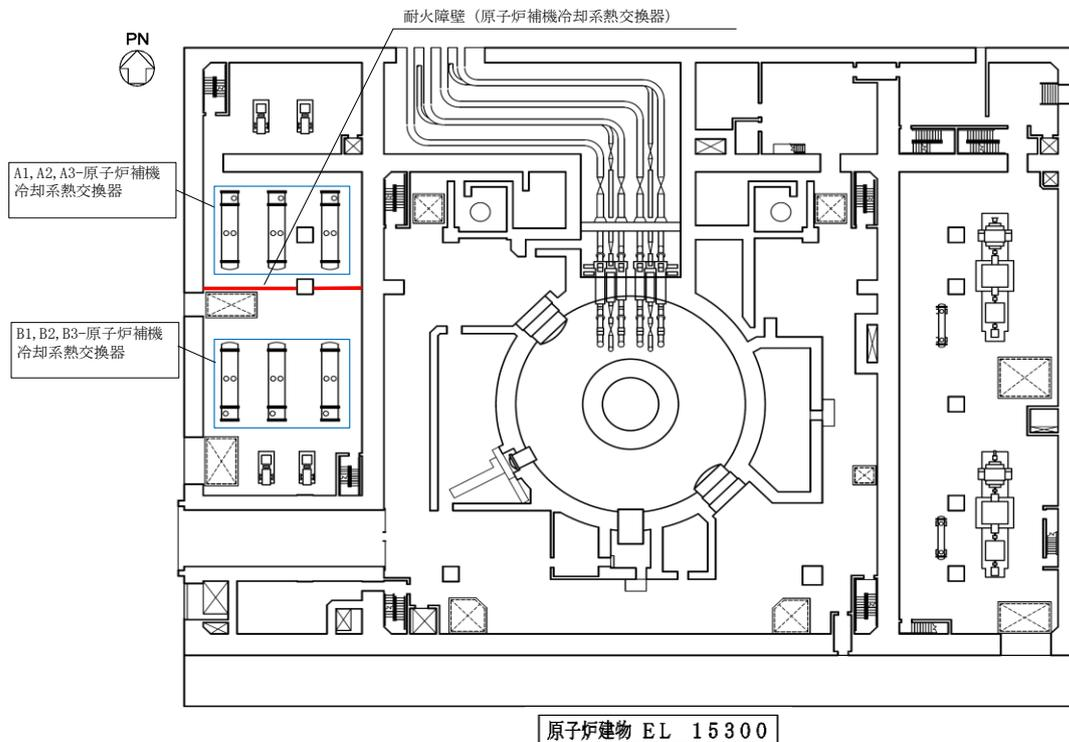 耐火障壁（原子炉補機冷却系熱交換器）
PN
A1,A2,A3-原子炉補機
冷却系熱交換器
B1,B2,B3-原子炉補機
冷却系熱交換器
原子炉建物 EL 15300